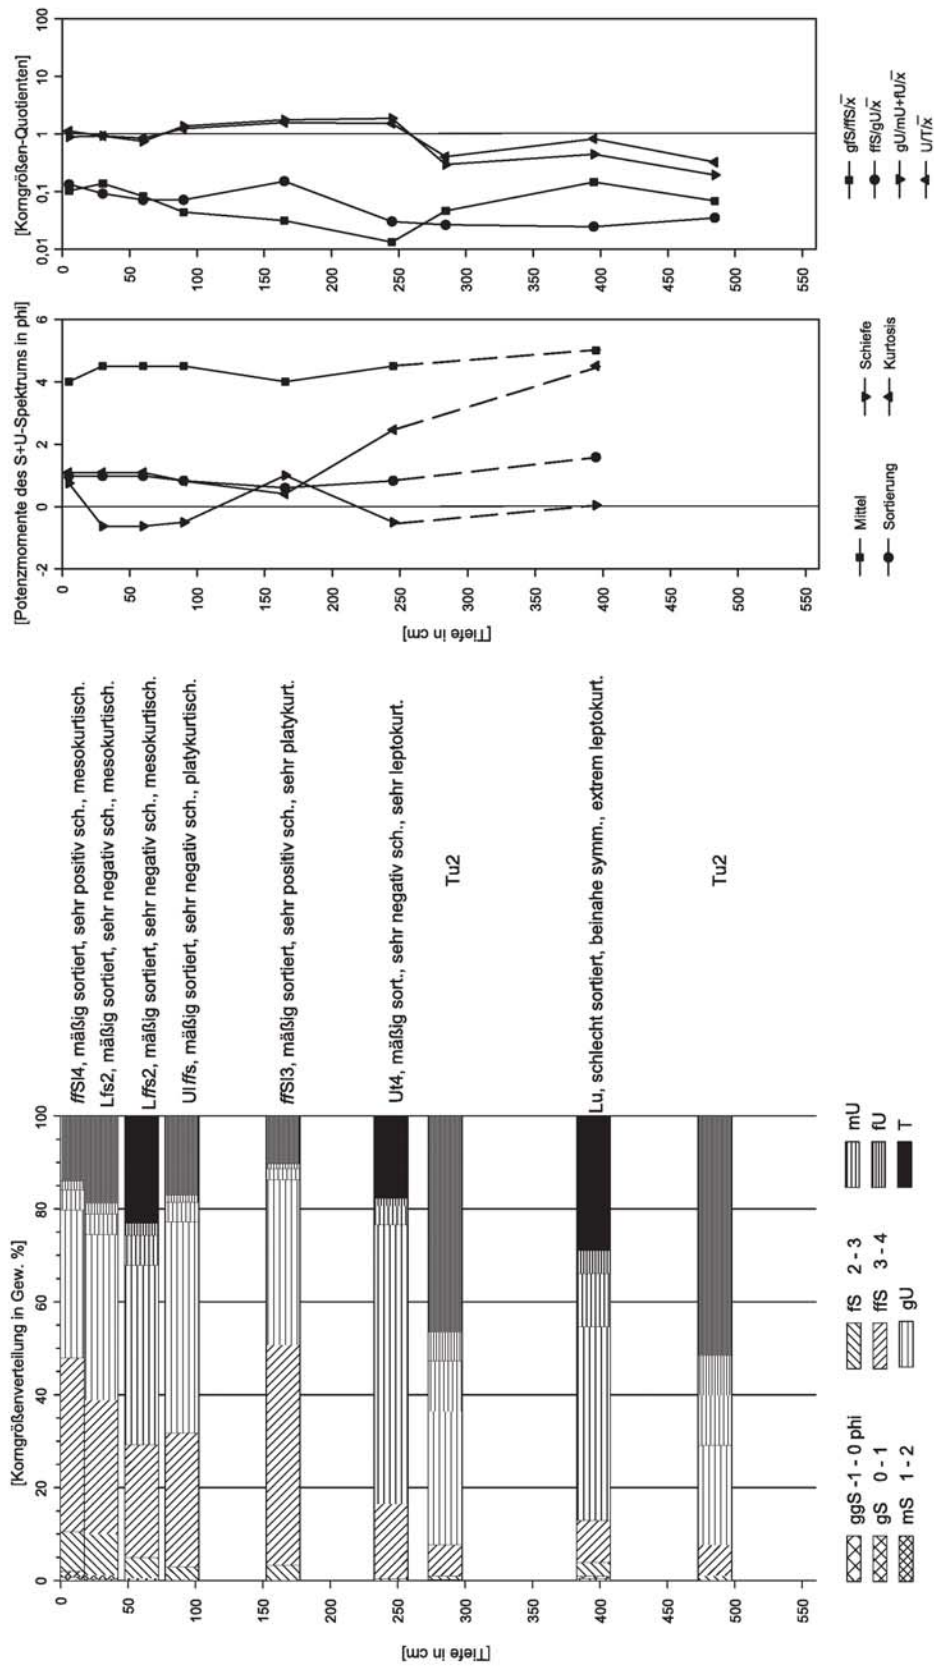 [Korngrößenverteilung in Gew. %]
0 20 40 60 80 100
[Tiefe in cm]
0
50
100
150
200
250
300
350
400
450
500
550
ffSl4, mäßig sortiert, sehr positiv sch., mesokurtisch.
Lfs2, mäßig sortiert, sehr negativ sch., mesokurtisch.
Lffs2, mäßig sortiert, sehr negativ sch., mesokurtisch.
Ulffs, mäßig sortiert, sehr negativ sch., platykurtisch.
ffSl3, mäßig sortiert, sehr positiv sch., sehr platykurt.
Ut4, mäßig sort., sehr negativ sch., sehr leptokurt.
Tu2
Lu, schlecht sortiert, beinahe symm., extrem leptokurt.
Tu2
ggS -1 - 0 phi
gS 0 - 1
mS 1 - 2
fS 2 - 3
ffS 3 - 4
gU
mU
fU
T
[Potenzmomente des S+U-Spektrums in phi]
-2 0 2 4 6
[Tiefe in cm]
0
50
100
150
200
250
300
350
400
450
500
550
Mittel
Sortierung
Schiefe
Kurtosis
[Korngrößen-Quotienten]
0,01 0,1 1 10 100
0
50
100
150
200
250
300
350
400
450
500
550
gfS/ffS/x̅
ffS/gU/x̅
gU/mU+fU/x̅
U/T/x̅